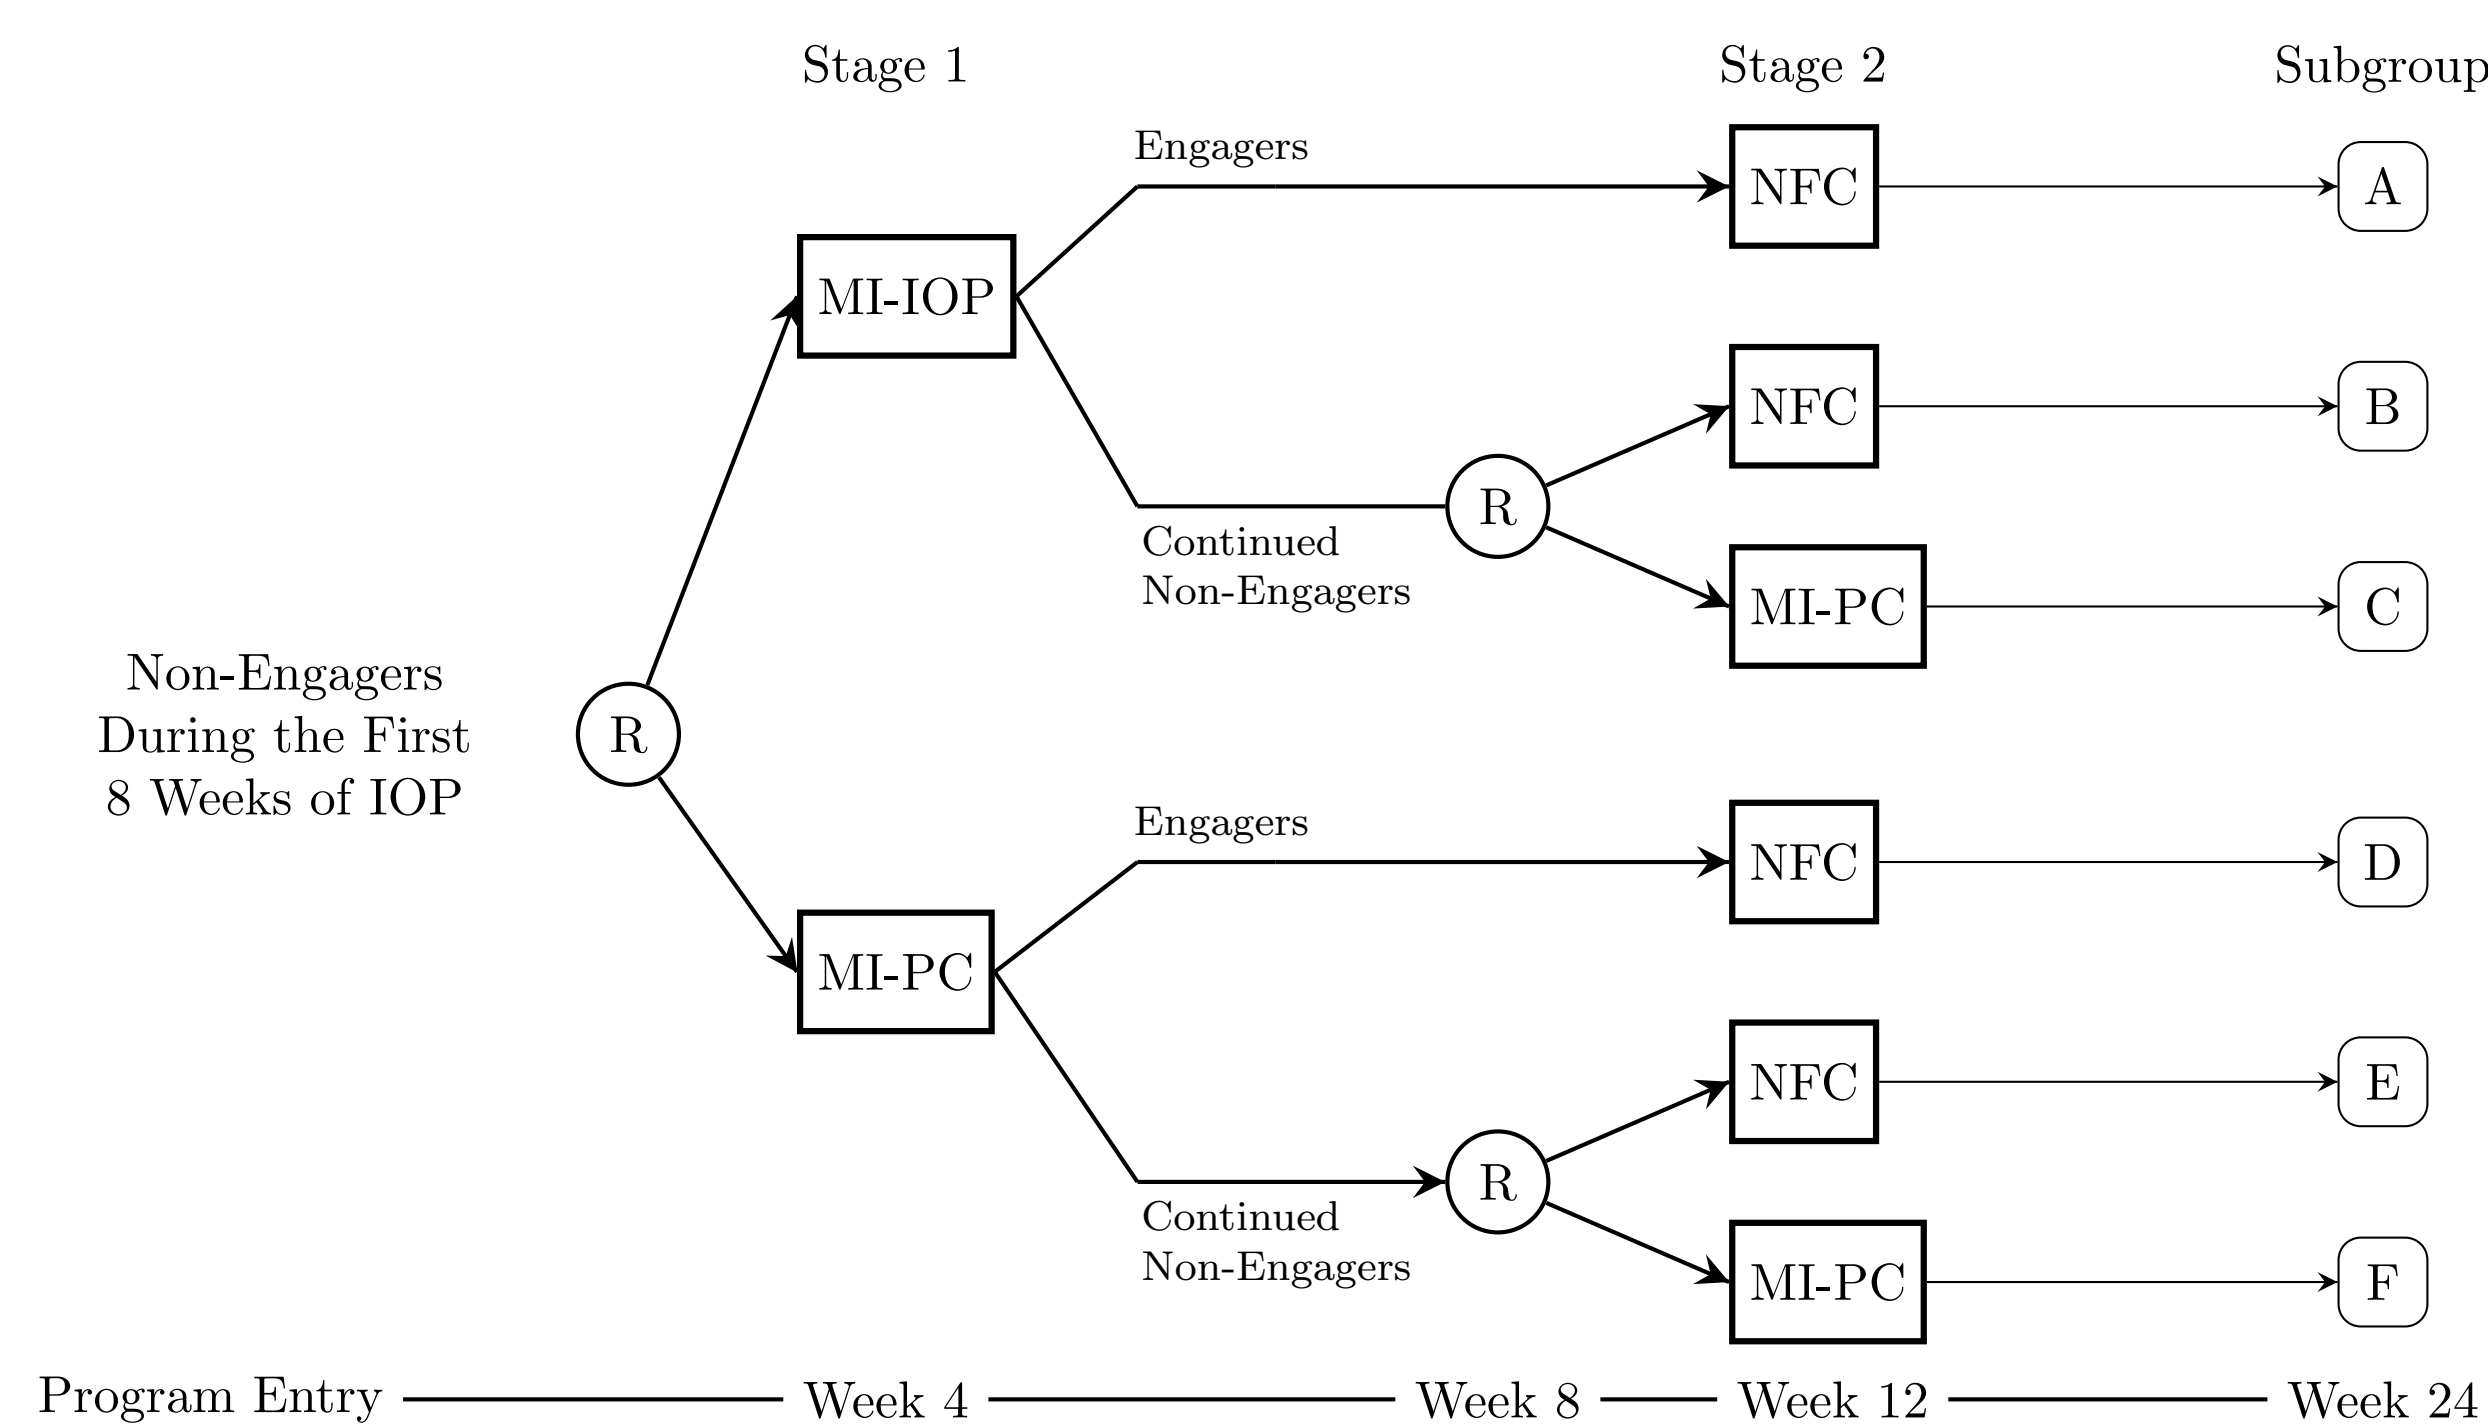 Stage 1
Stage 2
Subgroup
Engagers
NFC
A
MI-IOP
NFC
B
R
Continued
Non-Engagers
MI-PC
C
Non-Engagers
During the First
8 Weeks of IOP
R
Engagers
NFC
D
MI-PC
NFC
E
R
Continued
Non-Engagers
MI-PC
F
Program Entry
Week 4
Week 8
Week 12
Week 24